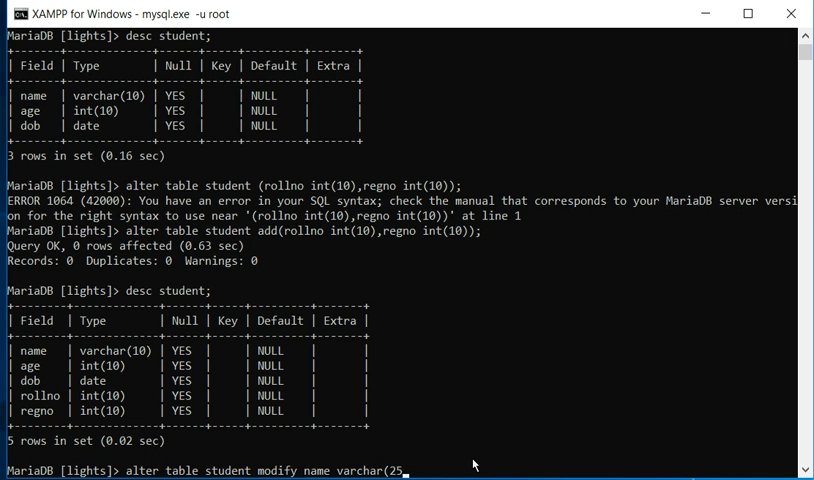 XAMPP for Windows - mysql.exe -u root
MariaDB [lights]> desc student;
+--------+-------------+------+-----+---------+-------+
| Field | Type | Null | Key | Default | Extra |
+--------+-------------+------+-----+---------+-------+
| name | varchar(10) | YES | | NULL | |
| age | int(10) | YES | | NULL | |
| dob | date | YES | | NULL | |
+--------+-------------+------+-----+---------+-------+
3 rows in set (0.16 sec)
MariaDB [lights]> alter table student (rollno int(10),regno int(10));
ERROR 1064 (42000): You have an error in your SQL syntax; check the manual that corresponds to your MariaDB server versi
on for the right syntax to use near '(rollno int(10),regno int(10))' at line 1
MariaDB [lights]> alter table student add(rollno int(10),regno int(10));
Query OK, 0 rows affected (0.63 sec)
Records: 0 Duplicates: 0 Warnings: 0
MariaDB [lights]> desc student;
+--------+-------------+------+-----+---------+-------+
| Field | Type | Null | Key | Default | Extra |
+--------+-------------+------+-----+---------+-------+
| name | varchar(10) | YES | | NULL | |
| age | int(10) | YES | | NULL | |
| dob | date | YES | | NULL | |
| rollno | int(10) | YES | | NULL | |
| regno | int(10) | YES | | NULL | |
+--------+-------------+------+-----+---------+-------+
5 rows in set (0.02 sec)
MariaDB [lights]> alter table student modify name varchar(25